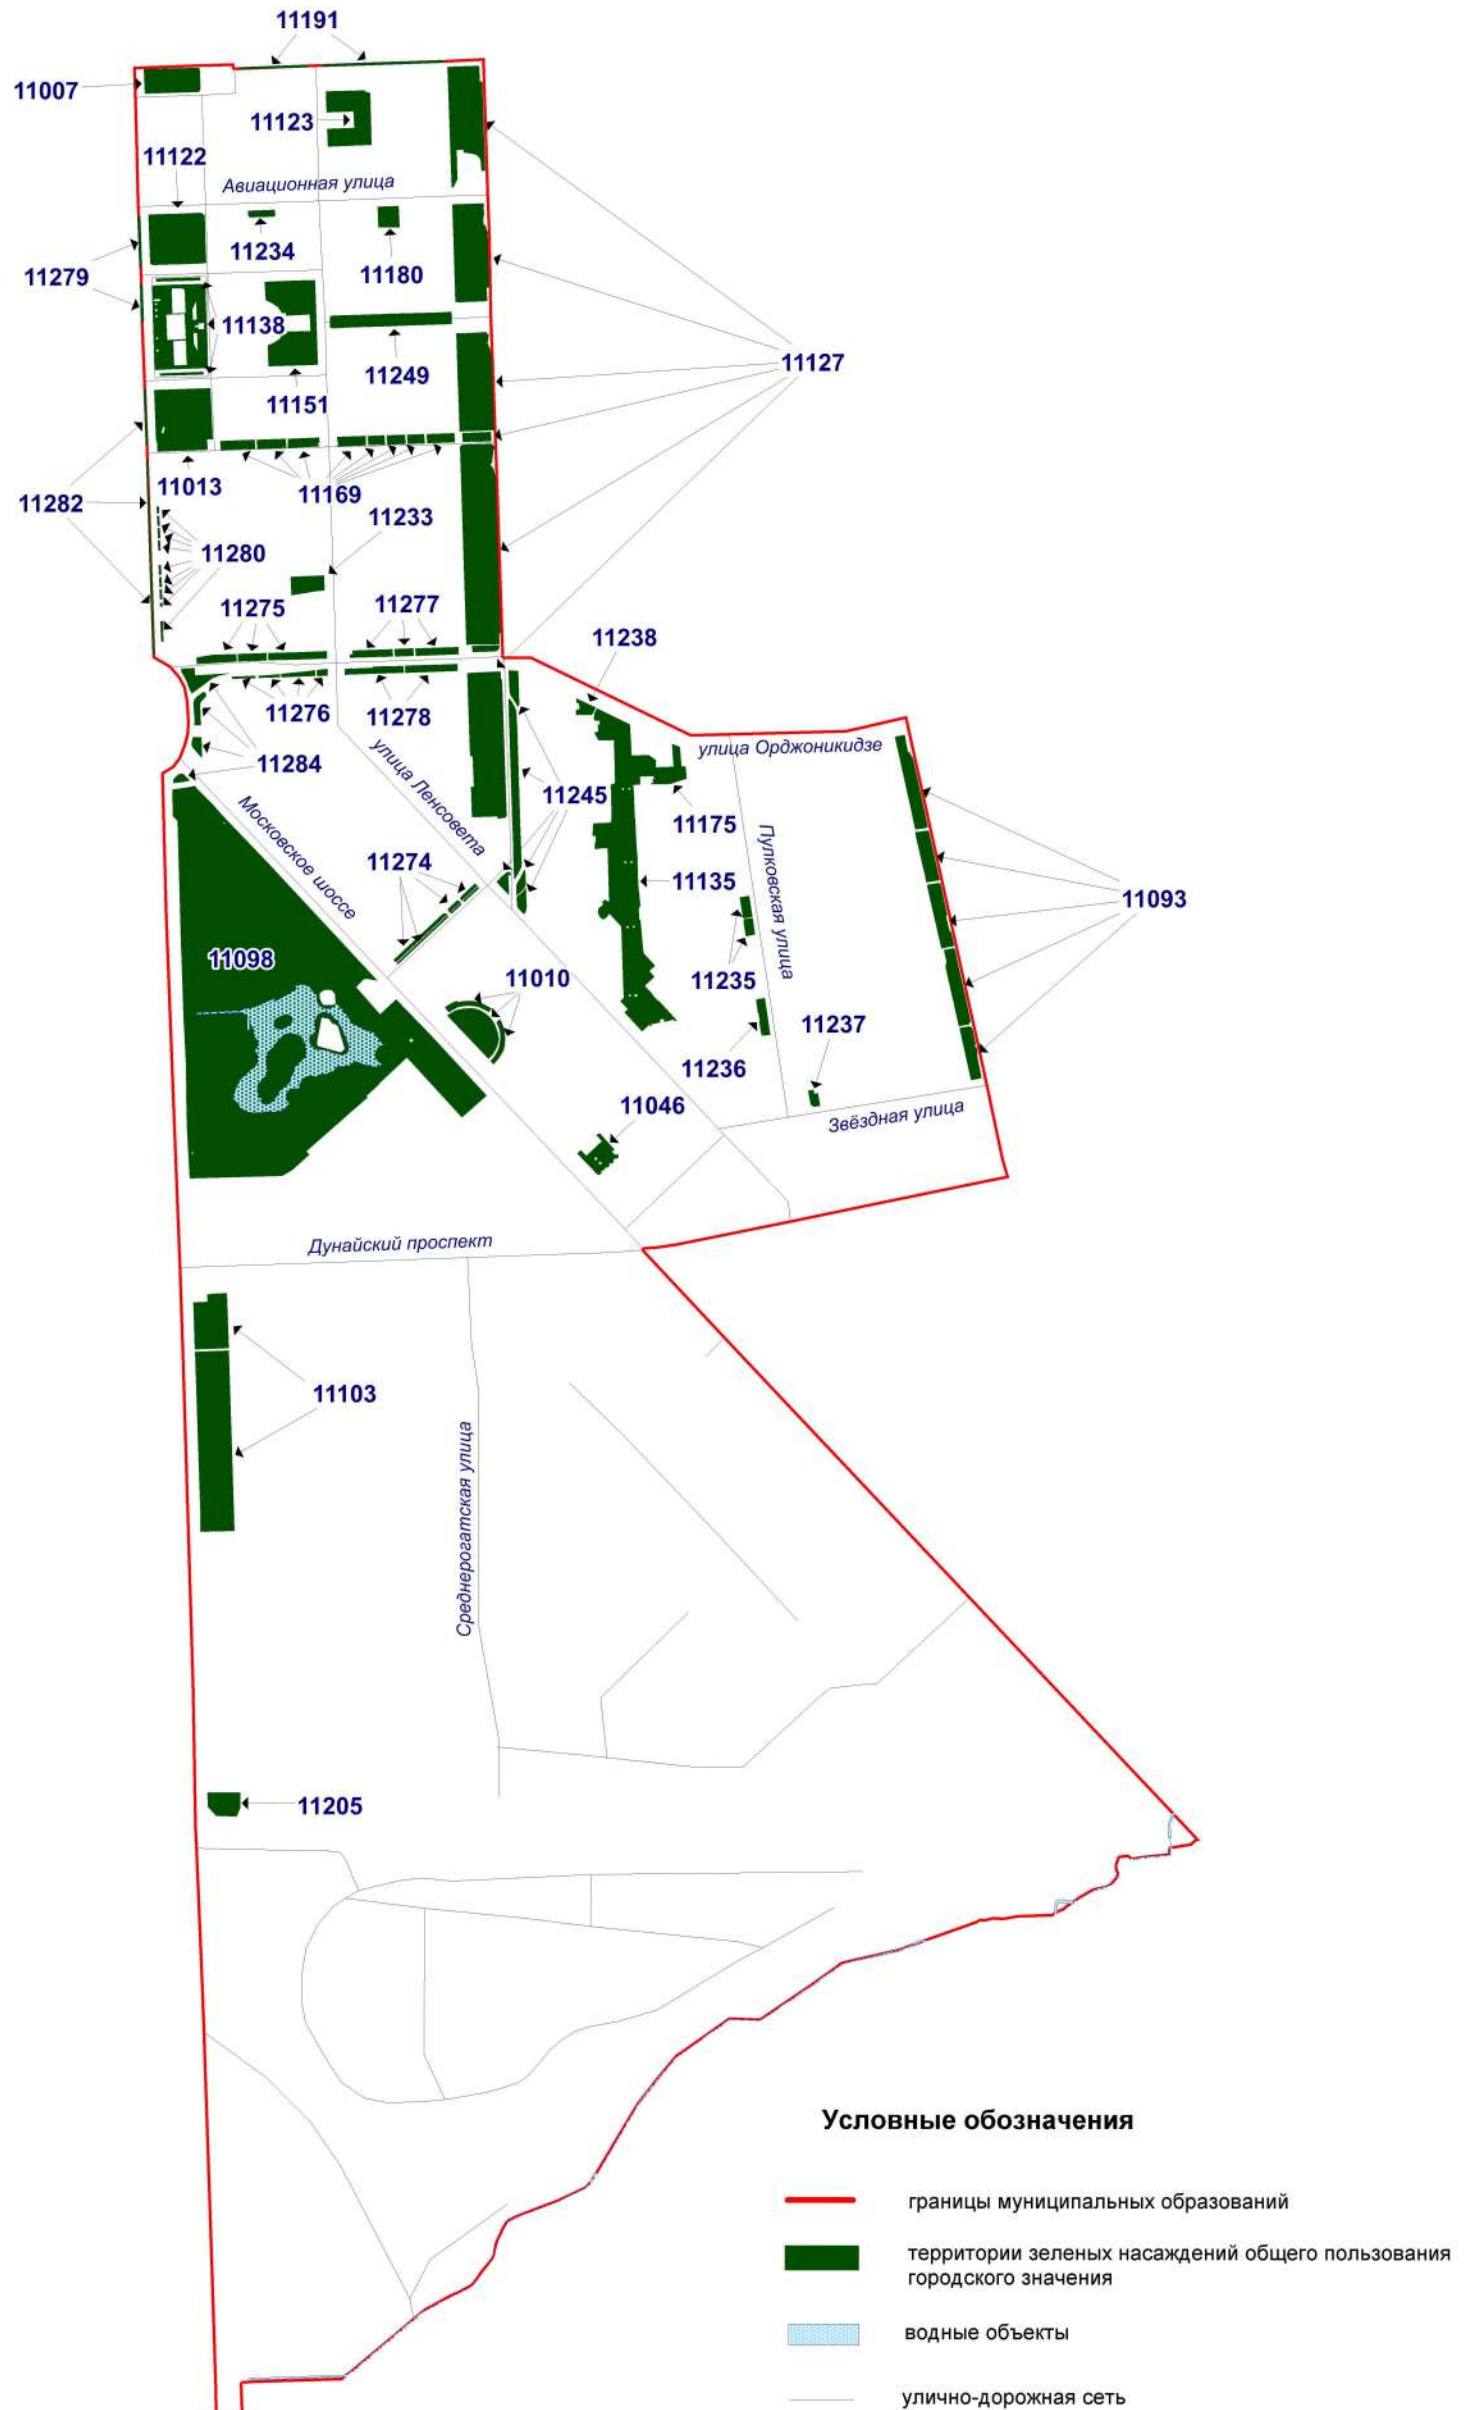 11191
11007
11123
11122
Авиационная улица
11234
11180
11279
11138
11127
11249
11151
11013
11169
11282
11233
11280
11275
11277
11238
11276
11278
улица Орджоникидзе
11284
улица Ленсовета
11245
Московское шоссе
11175
Пулковская улица
11274
11135
11093
11098
11010
11235
11237
11236
11046
Звёздная улица
Дунайский проспект
11103
Среднерогатская улица
11205
Условные обозначения
границы муниципальных образований
территории зеленых насаждений общего пользования
городского значения
водные объекты
улично-дорожная сеть